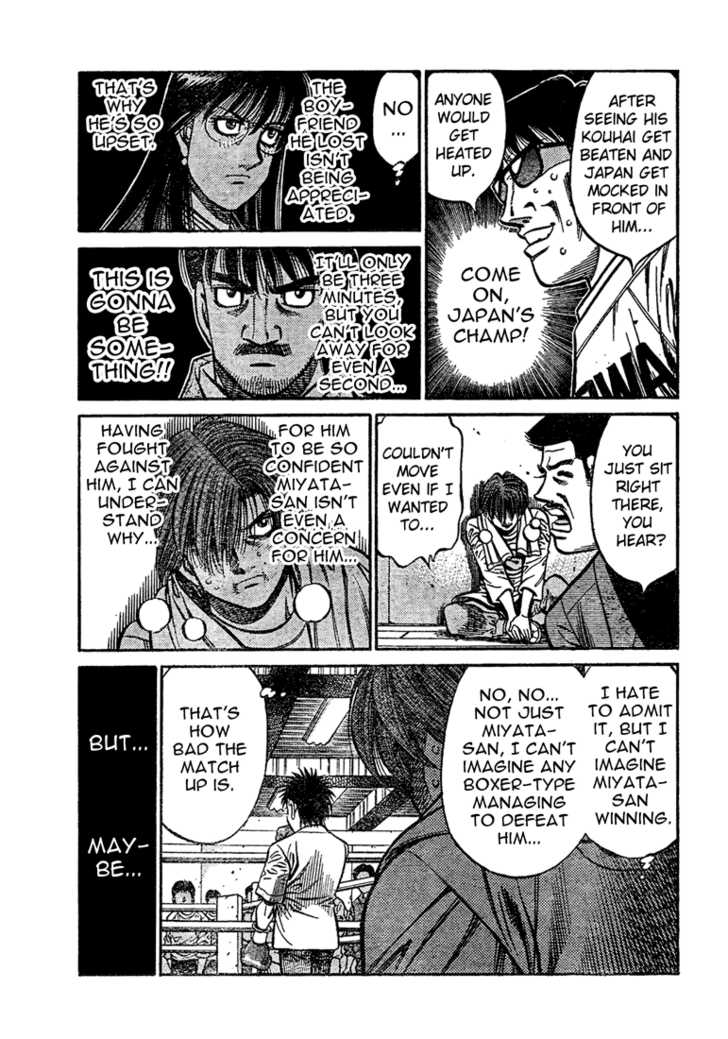 AFTER
SEEING HIS
KOUHAI GET
BEATEN AND
JAPAN GET
MOCKED IN
FRONT OF
HIM...
ANYONE
WOULD
GET
HEATED
UP.
COME
ON,
JAPAN'S
CHAMP!
NO
...
THE
BOY-
FRIEND
HE LOST
ISN'T
BEING
APPRECI-
ATED.
THAT'S
WHY
HE'S SO
UPSET.
IT'LL ONLY
BE THREE
MINUTES,
BUT YOU
CAN'T LOOK
AWAY FOR
EVEN A
SECOND...
THIS IS
GONNA
BE
SOME-
THING!!
YOU
JUST SIT
RIGHT
THERE,
YOU
HEAR?
COULDN'T
MOVE
EVEN IF I
WANTED
TO...
FOR HIM
TO BE SO
CONFIDENT
MIYATA-
SAN ISN'T
EVEN A
CONCERN
FOR HIM...
HAVING
FOUGHT
AGAINST
HIM, I CAN
UNDER-
STAND
WHY...
I HATE
TO ADMIT
IT, BUT I
CAN'T
IMAGINE
MIYATA-
SAN
WINNING.
NO, NO...
NOT JUST
MIYATA-
SAN, I CAN'T
IMAGINE ANY
BOXER-TYPE
MANAGING
TO DEFEAT
HIM...
THAT'S
HOW
BAD THE
MATCH
UP IS.
BUT...
MAY-
BE...